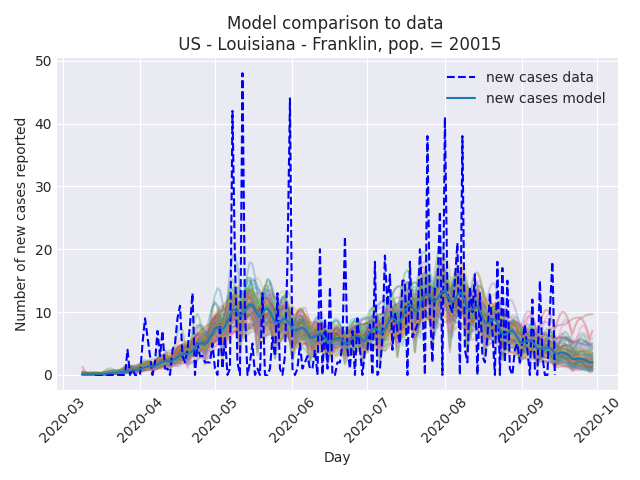 Model comparison to data
US - Louisiana - Franklin, pop. = 20015
new cases data
new cases model
Number of new cases reported
50
40
30
20
10
0
2020-03
2020-04
2020-05
2020-06
2020-07
2020-08
2020-09
2020-10
Day